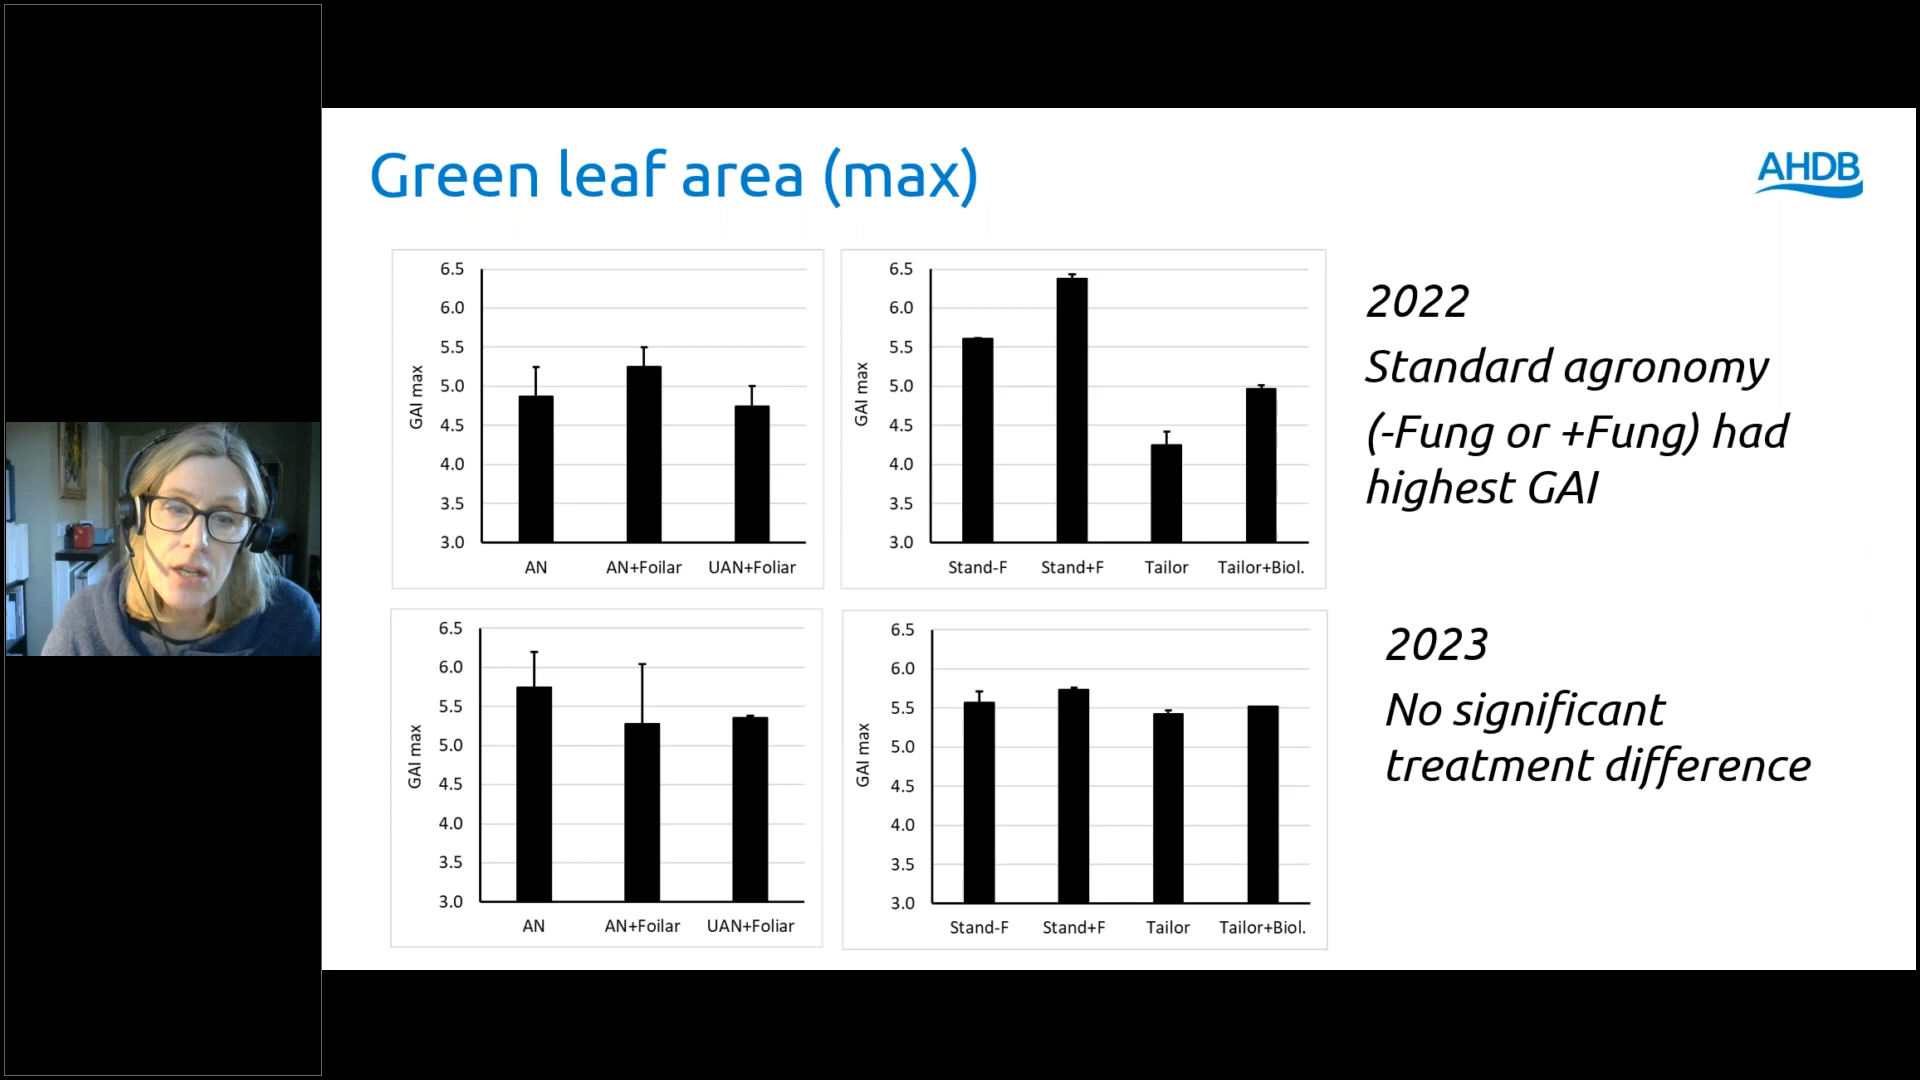 Green leaf area (max)
AHDB
6.5
6.0
5.5
5.0
4.5
4.0
3.5
3.0
GAI max
AN
AN+Foilar
UAN+Foliar
6.5
6.0
5.5
5.0
4.5
4.0
3.5
3.0
GAI max
Stand-F
Stand+F
Tailor
Tailor+Biol.
2022
Standard agronomy
(-Fung or +Fung) had
highest GAI
6.5
6.0
5.5
5.0
4.5
4.0
3.5
3.0
GAI max
AN
AN+Foilar
UAN+Foliar
6.5
6.0
5.5
5.0
4.5
4.0
3.5
3.0
GAI max
Stand-F
Stand+F
Tailor
Tailor+Biol.
2023
No significant
treatment difference